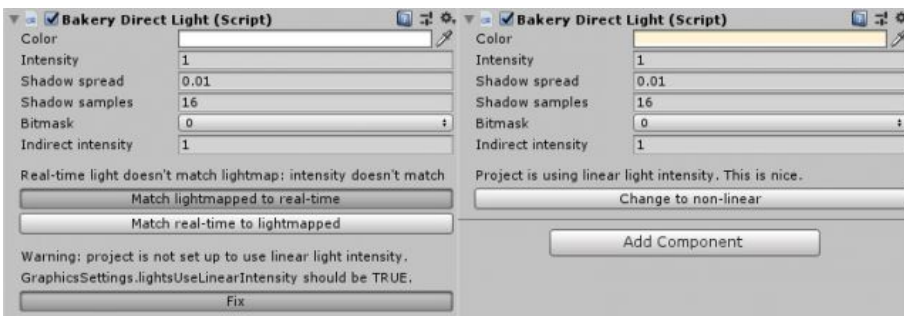 Bakery Direct Light (Script)
Color
Intensity 1
Shadow spread 0.01
Shadow samples 16
Bitmask 0
Indirect intensity 1
Real-time light doesn't match lightmap: intensity doesn't match
Match lightmapped to real-time
Match real-time to lightmapped
Warning: project is not set up to use linear light intensity.
GraphicsSettings.lightsUseLinearIntensity should be TRUE.
Fix
Bakery Direct Light (Script)
Color
Intensity 1
Shadow spread 0.01
Shadow samples 16
Bitmask 0
Indirect intensity 1
Project is using linear light intensity. This is nice.
Change to non-linear
Add Component